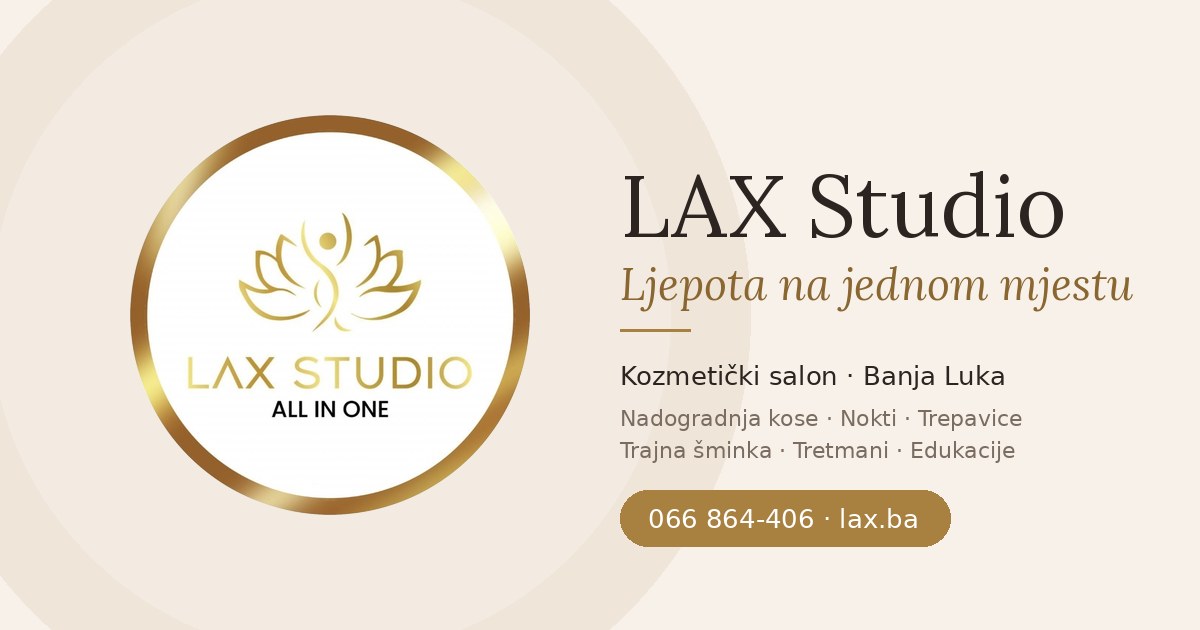 LAX STUDIO
ALL IN ONE
LAX Studio
Ljepota na jednom mjestu
Kozmetički salon · Banja Luka
Nadogradnja kose · Nokti · Trepavice
Trajna šminka · Tretmani · Edukacije
066 864-406 · lax.ba